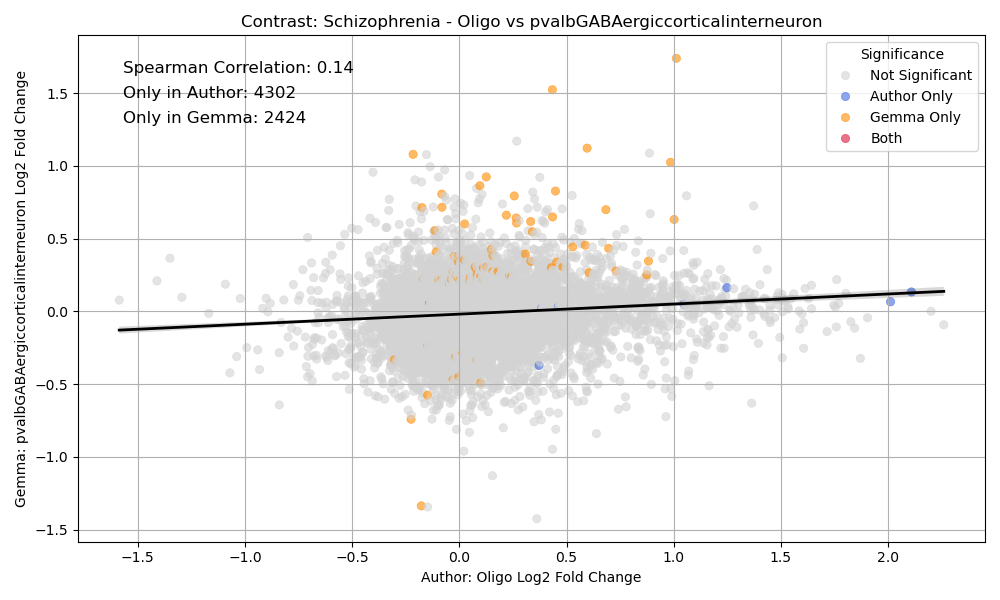 Contrast: Schizophrenia - Oligo vs pvalbGABAergiccorticalinterneuron
Spearman Correlation: 0.14
Only in Author: 4302
Only in Gemma: 2424
Significance
Not Significant
Author Only
Gemma Only
Both
Gemma: pvalbGABAergiccorticalinterneuron Log2 Fold Change
1.5
1.0
0.5
0.0
−0.5
−1.0
−1.5
−1.5
−1.0
−0.5
0.0
0.5
1.0
1.5
2.0
Author: Oligo Log2 Fold Change